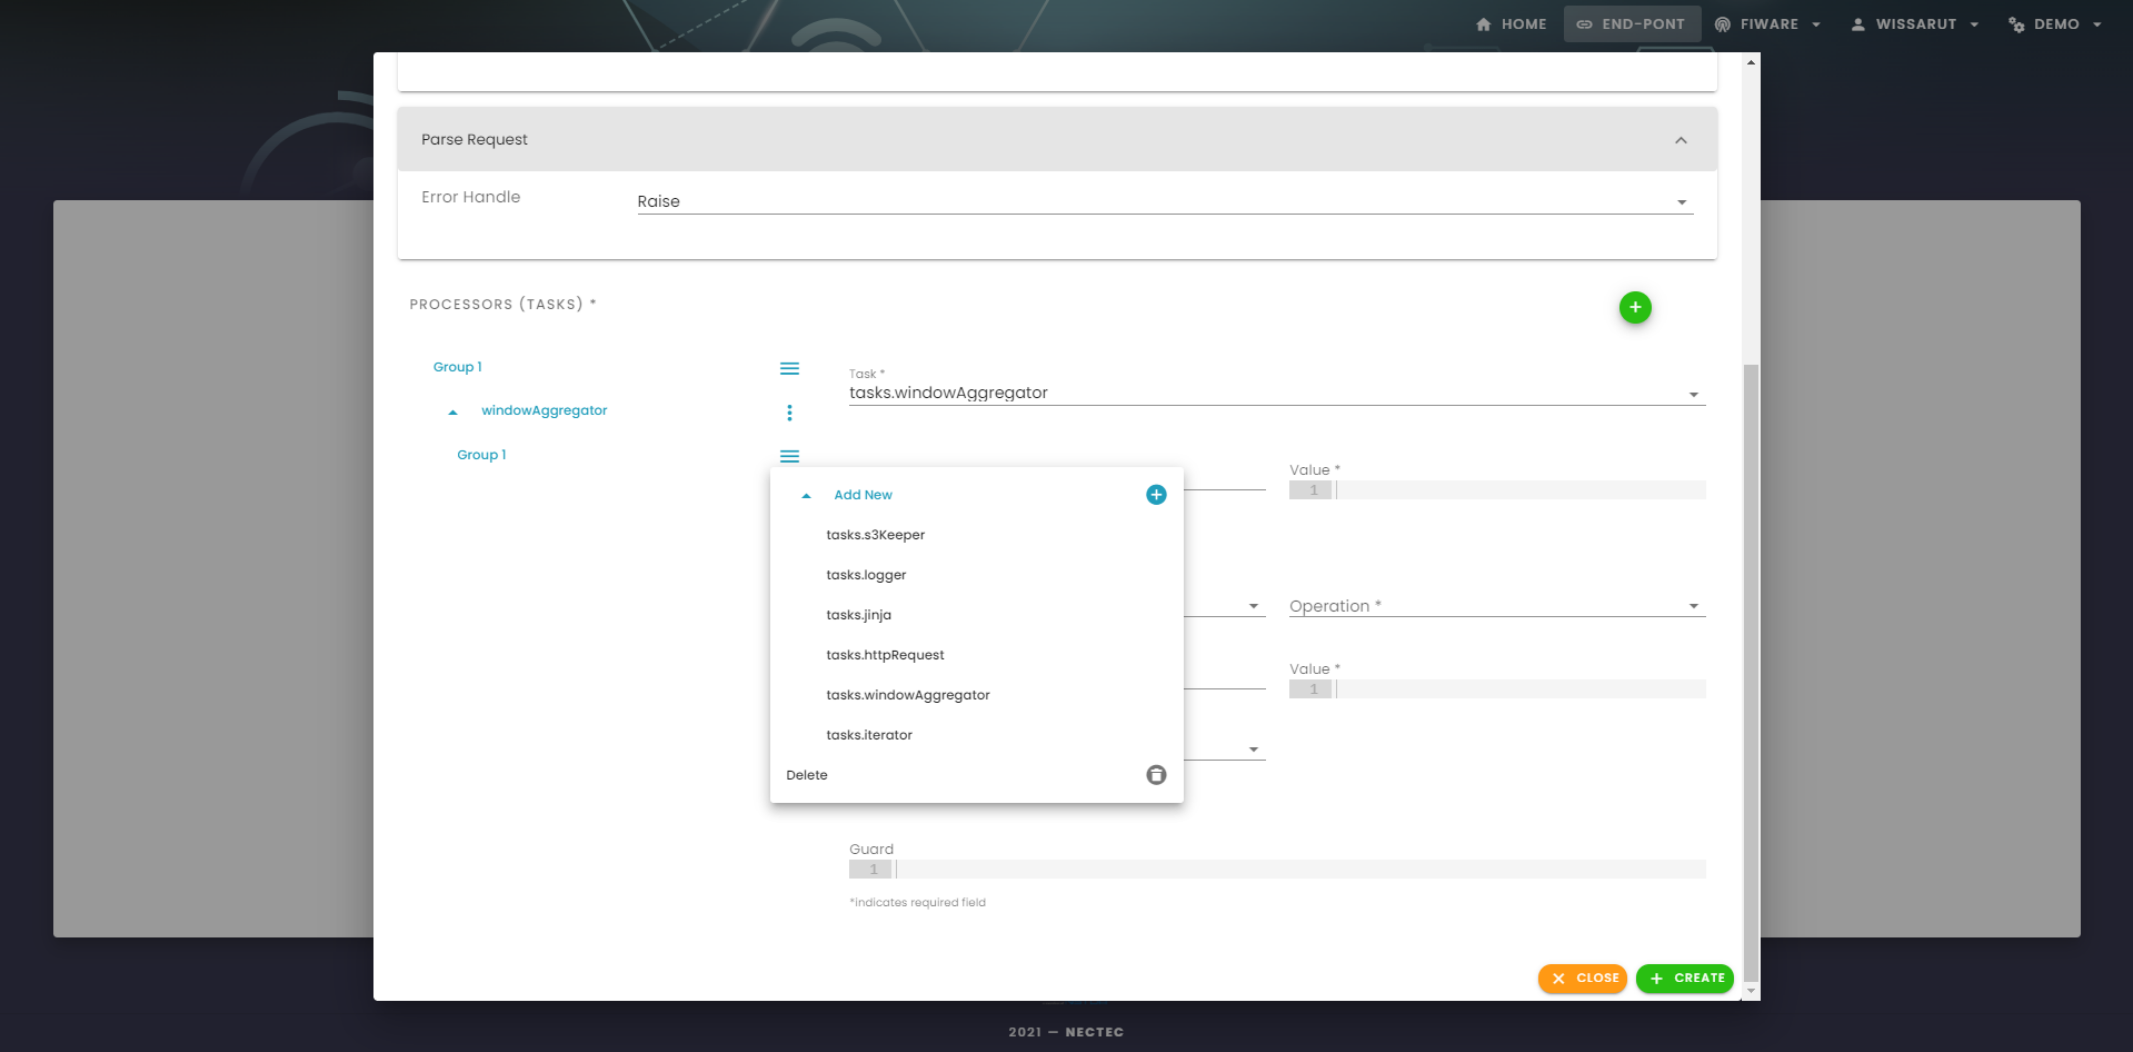 HOME
END-PONT
FIWARE
WISSARUT
DEMO
Parse Request
Error Handle
Raise
PROCESSORS (TASKS) *
Group 1
Task *
tasks.windowAggregator
windowAggregator
Group 1
Value *
1
Add New
tasks.s3Keeper
tasks.logger
tasks.jinja
Operation *
tasks.httpRequest
Value *
1
tasks.windowAggregator
tasks.iterator
Delete
Guard
1
*indicates required field
CLOSE
CREATE
2021 — NECTEC